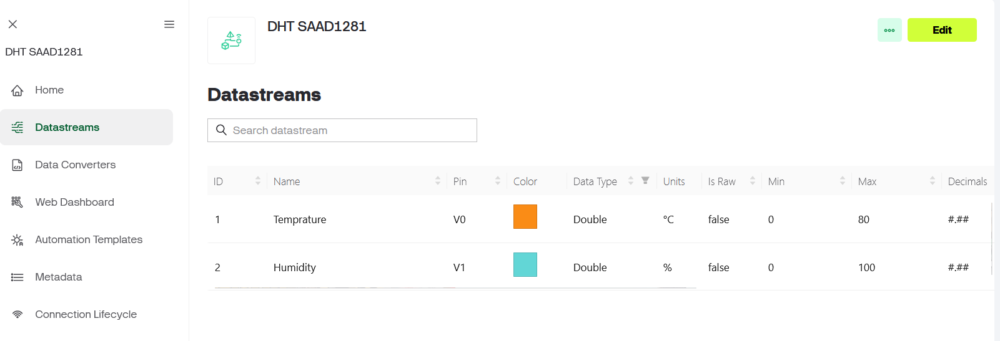 DHT SAAD1281
Home
Datastreams
Data Converters
Web Dashboard
Automation Templates
Metadata
Connection Lifecycle
DHT SAAD1281
Edit
Datastreams
Search datastream
ID Name Pin Color Data Type Units Is Raw Min Max Decimals
1 Temprature V0 Double °C false 0 80 #.##
2 Humidity V1 Double % false 0 100 #.##